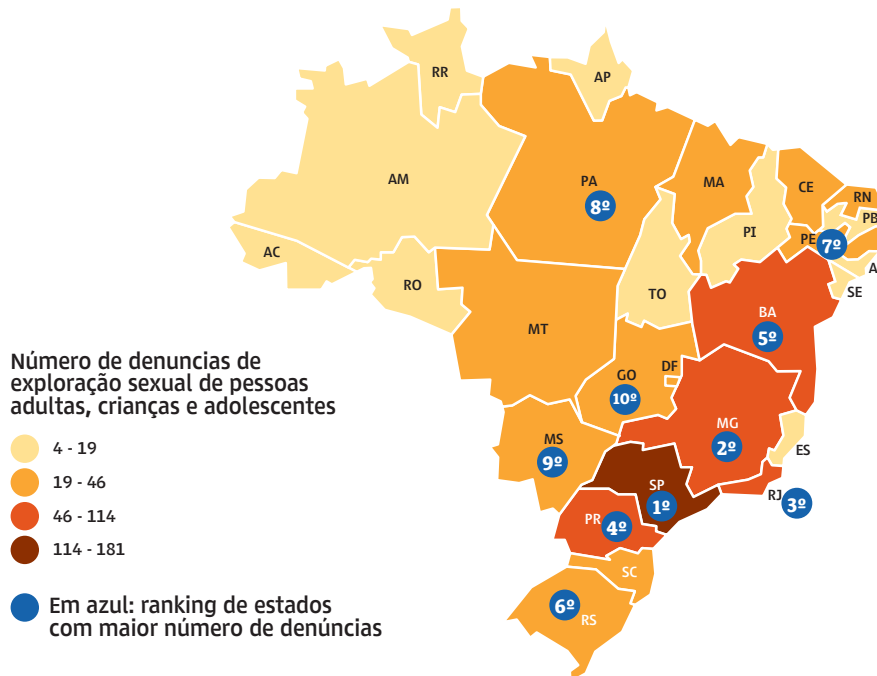 RR
AP
AM
PA
8º
MA
CE
RN
PB
PI
PE
7º
A
AC
RO
TO
SE
BA
5º
MT
GO
10º
DF
MG
2º
ES
MS
9º
SP
1º
RJ
3º
PR
4º
SC
6º
RS
Número de denuncias de
exploração sexual de pessoas
adultas, crianças e adolescentes
4 - 19
19 - 46
46 - 114
114 - 181
Em azul: ranking de estados
com maior número de denúncias